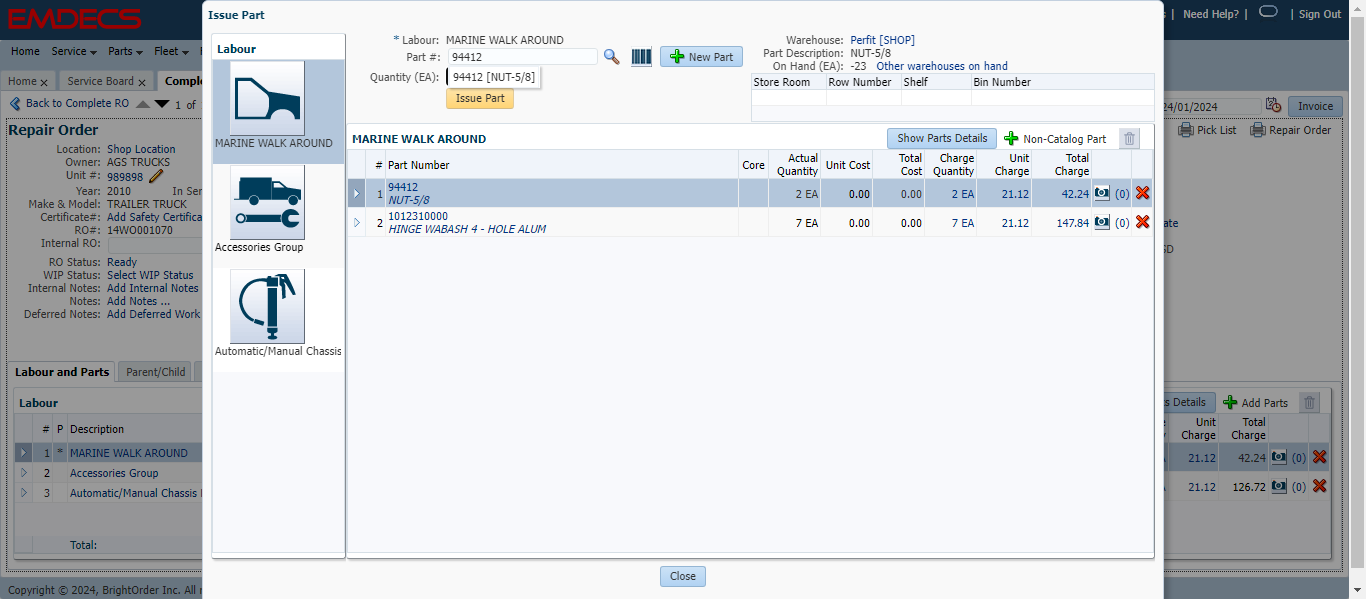 EMDECS
Need Help? |
| Sign Out
Home Service Parts Fleet
Home Service Board Comple
Back to Complete RO 1 of
24/01/2024 Invoice
Repair Order
Pick List Repair Order
Location: Shop Location
Owner: AGS TRUCKS
Unit #: 989898
Year: 2010 In Ser
Make & Model: TRAILER TRUCK
Certificate#: Add Safety Certifica
RO#: 14WO001070
Internal RO:
RO Status: Ready
WIP Status: Select WIP Status
Internal Notes: Add Internal Notes
Notes: Add Notes ...
Deferred Notes: Add Deferred Work
Labour and Parts Parent/Child
Labour
# P Description
1 * MARINE WALK AROUND
2 Accessories Group
3 Automatic/Manual Chassis
Total:
Copyright © 2024, BrightOrder Inc. All
Issue Part
Labour
MARINE WALK AROUND
Accessories Group
Automatic/Manual Chassis
* Labour: MARINE WALK AROUND
Part #: 94412 New Part
Quantity (EA): 94412 [NUT-5/8]
Issue Part
Warehouse: Perfit [SHOP]
Part Description: NUT-5/8
On Hand (EA): -23 Other warehouses on hand
Store Room Row Number Shelf Bin Number
MARINE WALK AROUND Show Parts Details Non-Catalog Part
# Part Number Core Actual Quantity Unit Cost Total Cost Charge Quantity Unit Charge Total Charge
1 94412 2 EA 0.00 0.00 2 EA 21.12 42.24 (0)
NUT-5/8
2 1012310000 7 EA 0.00 0.00 7 EA 21.12 147.84 (0)
HINGE WABASH 4 - HOLE ALUM
Close
ate
SD
s Details Add Parts
Unit Charge Total Charge
21.12 42.24 (0)
21.12 126.72 (0)